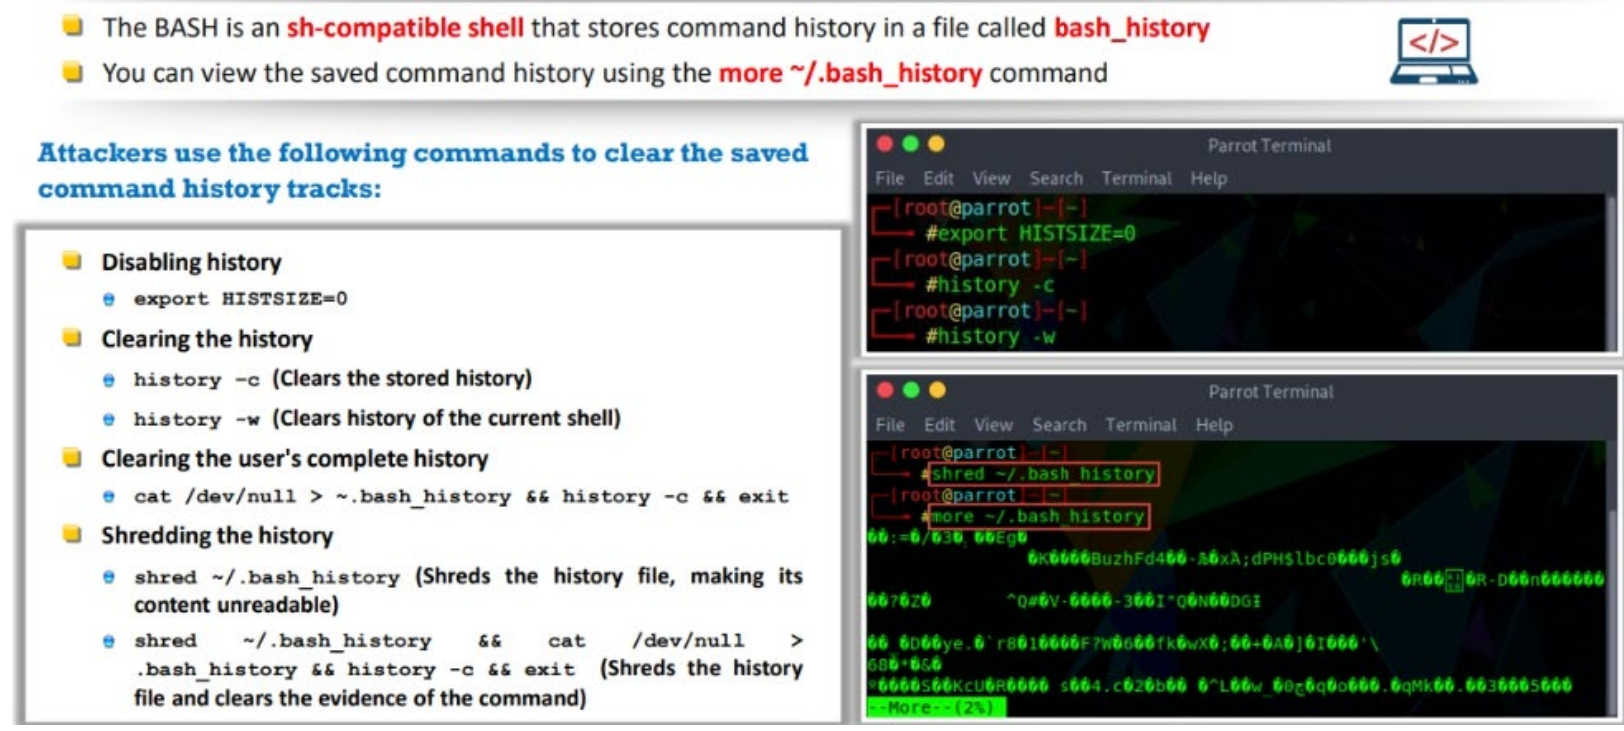 The BASH is an sh-compatible shell that stores command history in a file called bash_history
You can view the saved command history using the more ~/.bash_history command
</>
Attackers use the following commands to clear the saved
command history tracks:
Disabling history
export HISTSIZE=0
Clearing the history
history -c (Clears the stored history)
history -w (Clears history of the current shell)
Clearing the user's complete history
cat /dev/null > ~.bash_history && history -c && exit
Shredding the history
shred ~/.bash_history (Shreds the history file, making its
content unreadable)
shred ~/.bash_history && cat /dev/null >
.bash_history && history -c && exit (Shreds the history
file and clears the evidence of the command)
Parrot Terminal
File Edit View Search Terminal Help
[root@parrot]-[~]
#export HISTSIZE=0
[root@parrot]-[~]
#history -c
[root@parrot]-[~]
#history -w
Parrot Terminal
File Edit View Search Terminal Help
[root@parrot]-[~]
#shred ~/.bash_history
[root@parrot]-[~]
#more ~/.bash_history
--More--(2%)